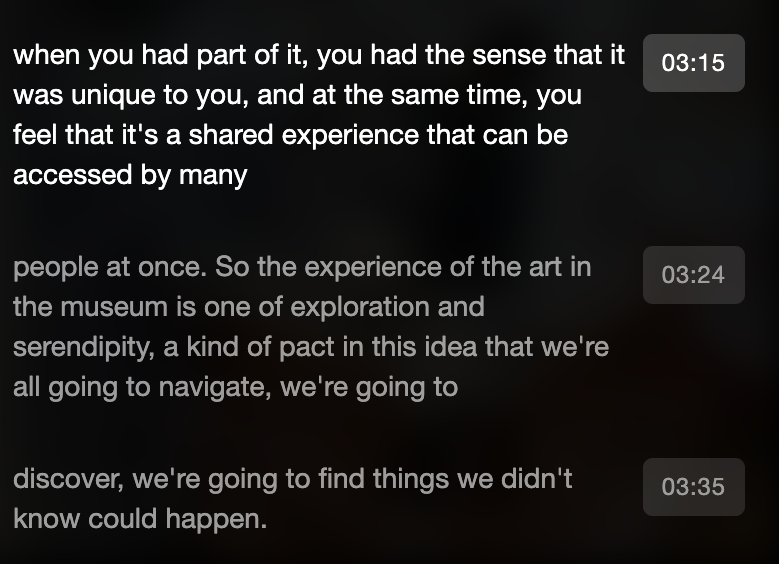 when you had part of it, you had the sense that it
03:15
was unique to you, and at the same time, you
feel that it's a shared experience that can be
accessed by many
people at once. So the experience of the art in
03:24
the museum is one of exploration and
serendipity, a kind of pact in this idea that we're
all going to navigate, we're going to
discover, we're going to find things we didn't
03:35
know could happen.